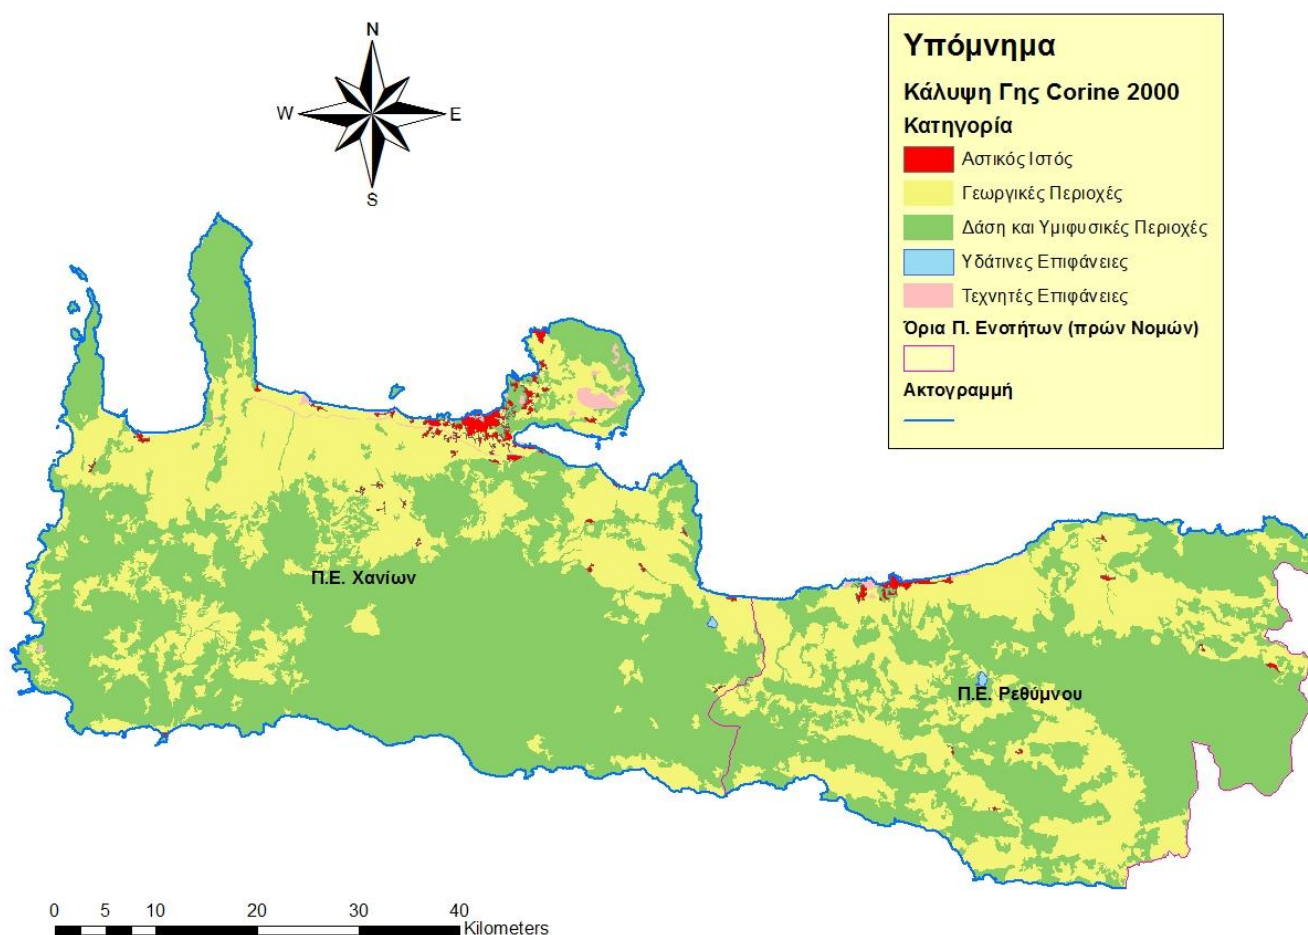 N
W E
S
Υπόμνημα
Κάλυψη Γης Corine 2000
Κατηγορία
Αστικός Ιστός
Γεωργικές Περιοχές
Δάση και Υμιφυσικές Περιοχές
Υδάτινες Επιφάνειες
Τεχνητές Επιφάνειες
Όρια Π. Ενοτήτων (πρών Νομών)
Ακτογραμμή
Π.Ε. Χανίων
Π.Ε. Ρεθύμνου
0 5 10 20 30 40
Kilometers